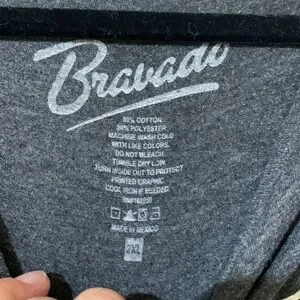 Bravado
50% COTTON
50% POLYESTER
MACHINE WASH COLD
WITH LIKE COLORS.
DO NOT BLEACH.
TUMBLE DRY LOW.
TURN INSIDE OUT TO PROTECT
PRINTED GRAPHIC.
COOL IRON IF NEEDED.
MADE IN MEXICO
2XL